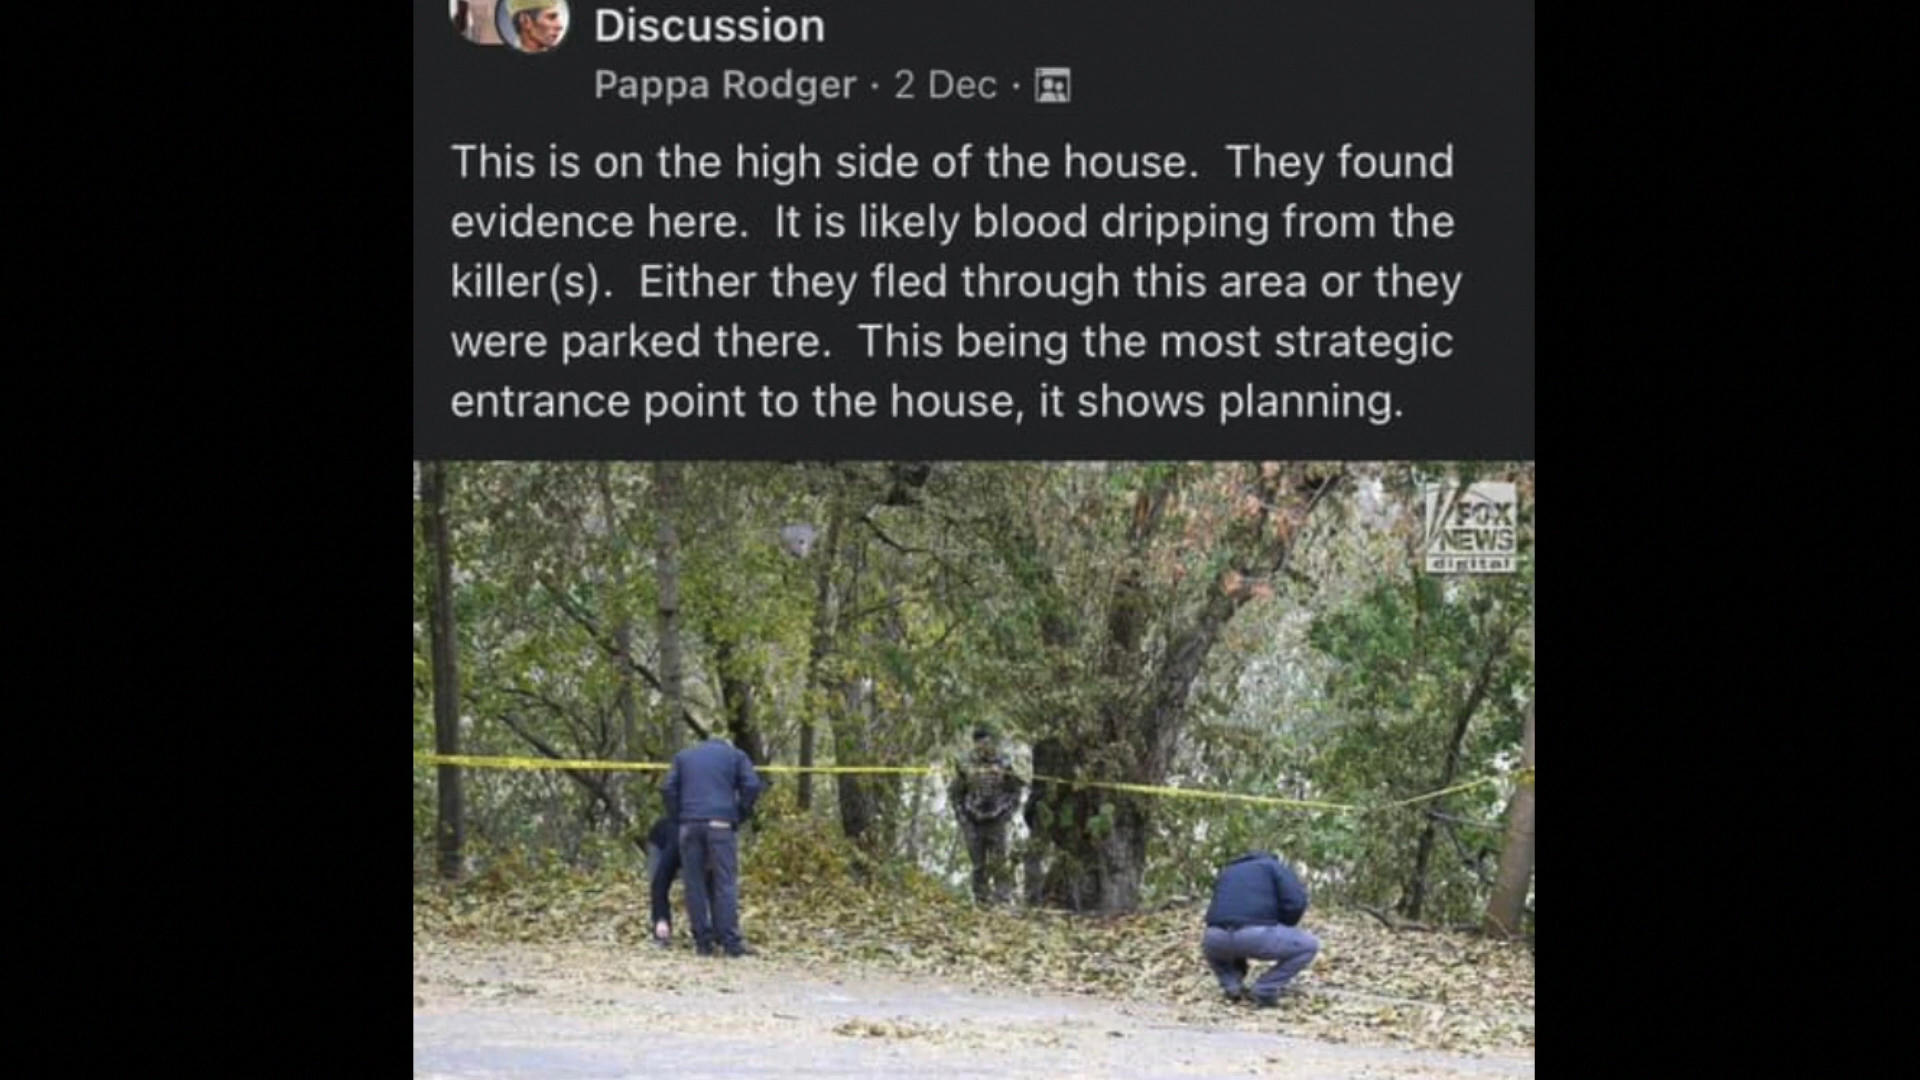 Discussion
Pappa Rodger · 2 Dec ·
This is on the high side of the house. They found
evidence here. It is likely blood dripping from the
killer(s). Either they fled through this area or they
were parked there. This being the most strategic
entrance point to the house, it shows planning.
FOX
NEWS
digital